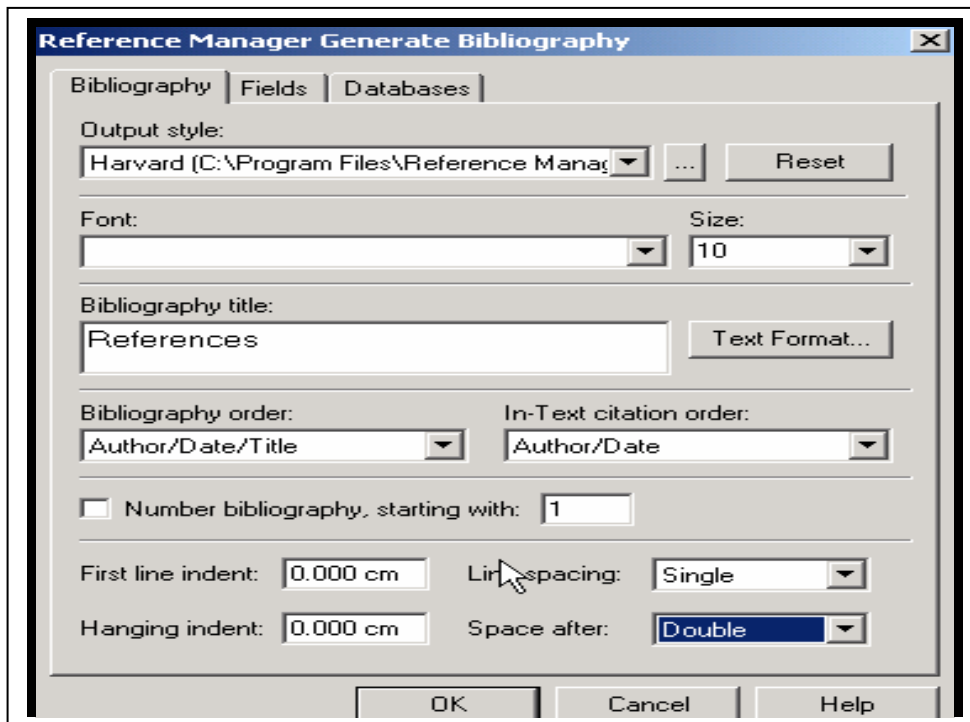 Reference Manager Generate Bibliography
Bibliography Fields Databases
Output style:
Harvard (C:\Program Files\Reference Manag ... Reset
Font: Size:
10
Bibliography title:
References Text Format...
Bibliography order: In-Text citation order:
Author/Date/Title Author/Date
Number bibliography, starting with: 1
First line indent: 0.000 cm Line spacing: Single
Hanging indent: 0.000 cm Space after: Double
OK Cancel Help